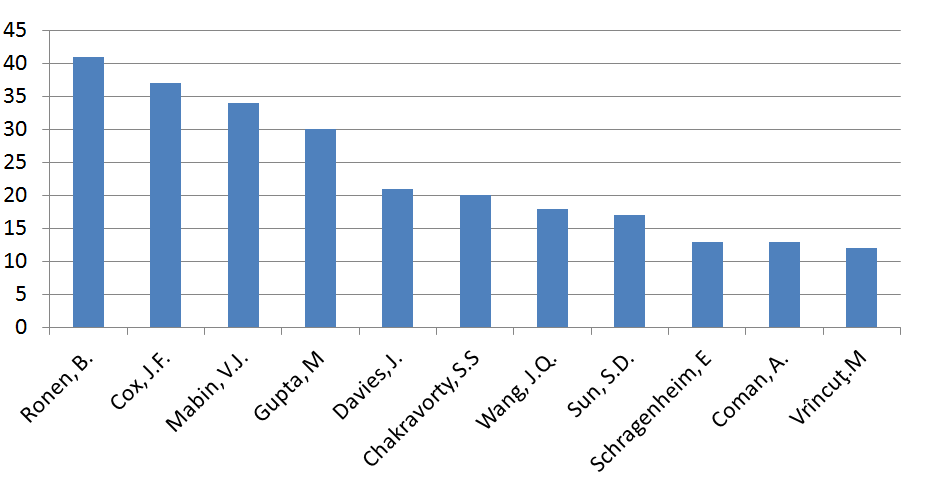 45
40
35
30
25
20
15
10
5
0
Ronen, B.
Cox, J.F.
Mabin, V.J.
Gupta, M
Davies, J.
Chakravorty, S.S
Wang, J.Q.
Sun, S.D.
Schragenheim, E
Coman, A.
Vrîncuţ.M